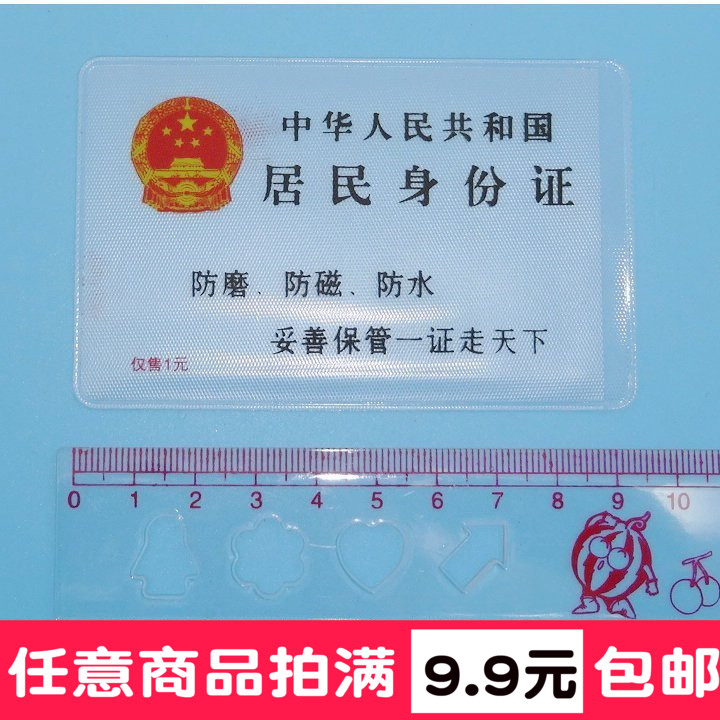 中华人民共和国
居民身份证
防磨、防磁、防水
妥善保管一证走天下
仅售1元
0 1 2 3 4 5 6 7 8 9 10
任意商品拍满 9.9元 包邮